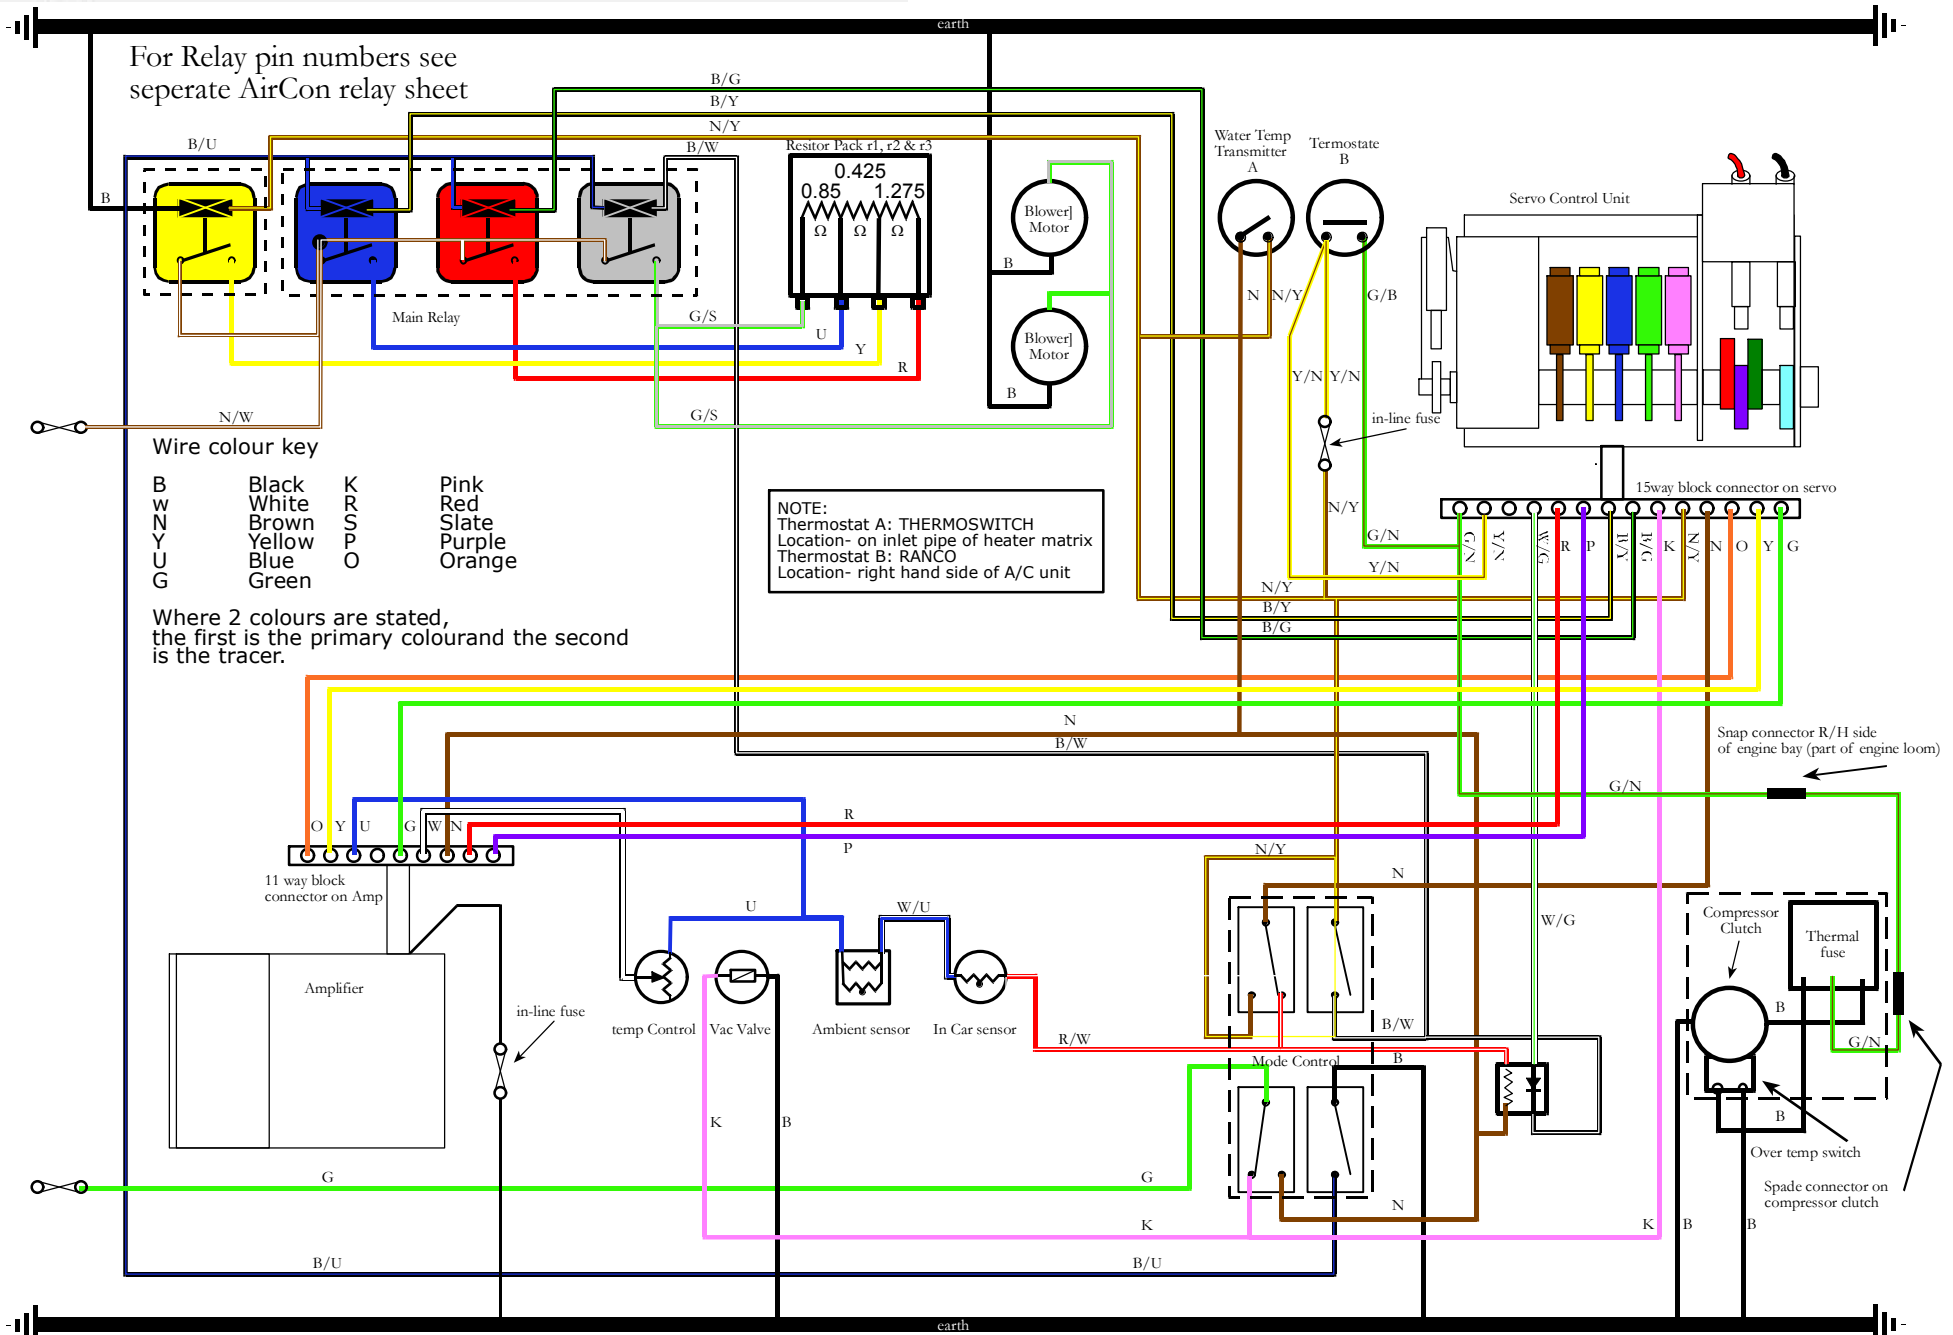 earth
For Relay pin numbers see
seperate AirCon relay sheet
B/G
B/Y
N/Y
B/U
B/W
B
Resitor Pack r1, r2 & r3
0.425
0.85
1.275
Ω
Ω
Ω
Main Relay
G/S
U
Y
R
N/W
G/S
Blower]
Motor
B
Blower]
Motor
B
Water Temp
Transmitter
A
Termostate
B
N
N/Y
G/B
Y/N
Y/N
in-line fuse
N/Y
Servo Control Unit
15way block connector on servo
G/N
Y/N
W/G
R
P
B/Y
B/G
K
N/Y
N
O
Y
G
G/N
Y/N
N/Y
B/Y
B/G
Wire colour key
B Black K Pink
w White R Red
N Brown S Slate
Y Yellow P Purple
U Blue O Orange
G Green
Where 2 colours are stated,
the first is the primary colourand the second
is the tracer.
NOTE:
Thermostat A: THERMOSWITCH
Location- on inlet pipe of heater matrix
Thermostat B: RANCO
Location- right hand side of A/C unit
N
B/W
Snap connector R/H side
of engine bay (part of engine loom)
G/N
O
Y
U
G
W
N
R
P
11 way block
connector on Amp
Amplifier
in-line fuse
U
W/U
temp Control
Vac Valve
Ambient sensor
In Car sensor
R/W
N/Y
N
W/G
B/W
Mode Control
B
Compressor
Clutch
Thermal
fuse
B
G/N
B
Over temp switch
Spade connector on
compressor clutch
K
B
G
G
N
K
K
B
B
B/U
B/U
earth